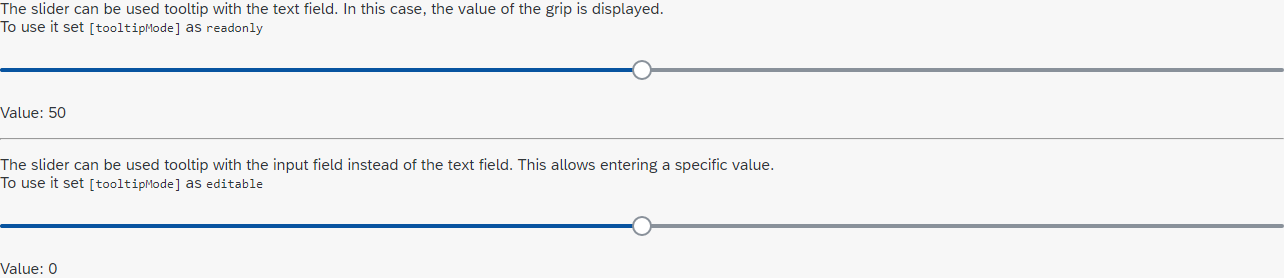 The slider can be used tooltip with the text field. In this case, the value of the grip is displayed.
To use it set [tooltipMode] as readonly
Value: 50
The slider can be used tooltip with the input field instead of the text field. This allows entering a specific value.
To use it set [tooltipMode] as editable
Value: 0